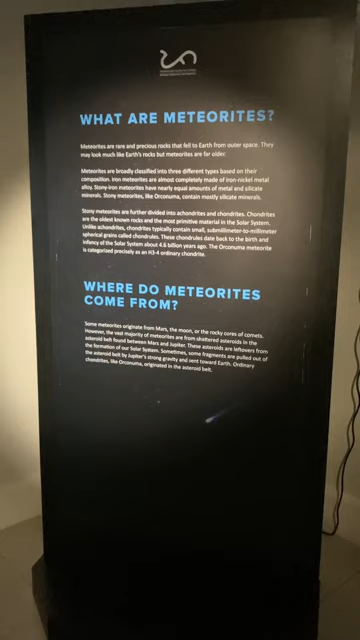 WHAT ARE METEORITES?
Meteorites are rare and precious rocks that fell to Earth from outer space. They
may look much like Earth's rocks but meteorites are far older.
Meteorites are broadly classified into three different types based on their
composition. Iron meteorites are almost completely made of iron-nickel metal
alloy. Stony-iron meteorites have nearly equal amounts of metal and silicate
minerals. Stony meteorites, like Orconuma, contain mostly silicate minerals.
Stony meteorites are further divided into achondrites and chondrites. Chondrites
are the oldest known rocks and the most primitive material in the Solar System.
Unlike achondrites, chondrites typically contain small, submillimeter-to-millimeter
spherical grains called chondrules. These chondrules date back to the birth and
infancy of the Solar System about 4.6 billion years ago. The Orconuma meteorite
is categorized precisely as an H3-4 ordinary chondrite.
WHERE DO METEORITES
COME FROM?
Some meteorites originate from Mars, the moon, or the rocky cores of comets.
However, the vast majority of meteorites are from shattered asteroids in the
asteroid belt found between Mars and Jupiter. These asteroids are leftovers from
the formation of our Solar System. Sometimes, some fragments are pulled out of
the asteroid belt by Jupiter's strong gravity and sent toward Earth. Ordinary
chondrites, like Orconuma, originated in the asteroid belt.